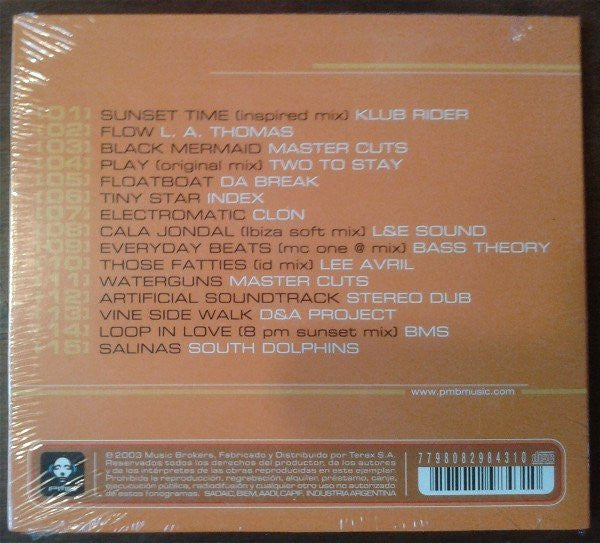 [01] SUNSET TIME (inspired mix) KLUB RIDER
[02] FLOW L. A. THOMAS
[03] BLACK MERMAID MASTER CUTS
[04] PLAY (original mix) TWO TO STAY
[05] FLOATBOAT DA BREAK
[06] TINY STAR INDEX
[07] ELECTROMATIC CLON
[08] CALA JONDAL (Ibiza soft mix) L&E SOUND
[09] EVERYDAY BEATS (mc one @ mix) BASS THEORY
[10] THOSE FATTIES (id mix) LEE AVRIL
[11] WATERGUNS MASTER CUTS
[12] ARTIFICIAL SOUNDTRACK STEREO DUB
[13] VINE SIDE WALK D&A PROJECT
[14] LOOP IN LOVE (8 pm sunset mix) BMS
[15] SALINAS SOUTH DOLPHINS
www.pmbmusic.com
PMB
© 2003 Music Brokers, Fabricado y Distribuido por Terax S.A.
Reservados todos los derechos del productor, de los autores
y de los intérpretes de las obras reproducidas en este ejemplar.
Prohibida la reproducción, regrabación, alquiler, préstamo, canje,
ejecución pública, radiodifusión y cualquier otro uso no autorizado
de estos fonogramas. SADAIC, BIEM, AADI, CAPIF, INDUSTRIA ARGENTINA
7798082984310